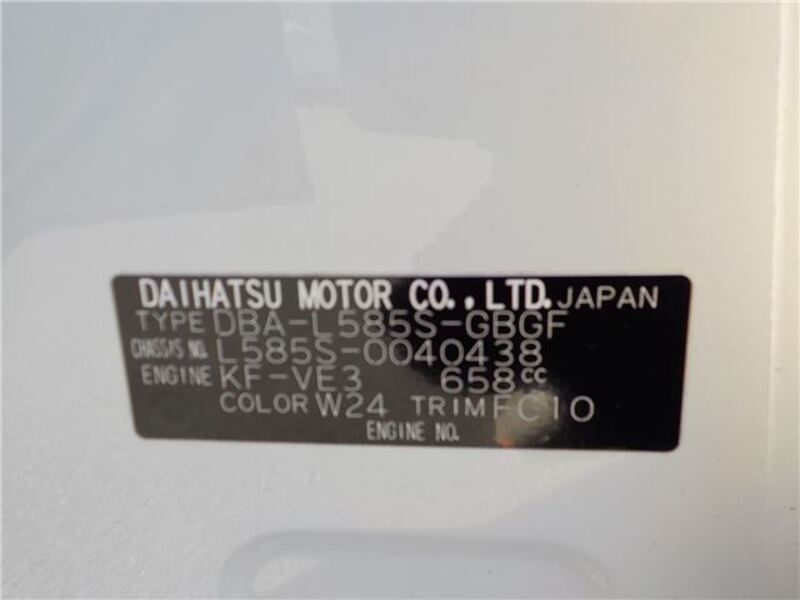 DAIHATSU MOTOR CO., LTD. JAPAN
TYPE DBA-L585S-GBGF
CHASSIS NO. L585S-0040438
ENGINE KF-VE3 658cc
COLOR W24 TRIM FC10
ENGINE NO.